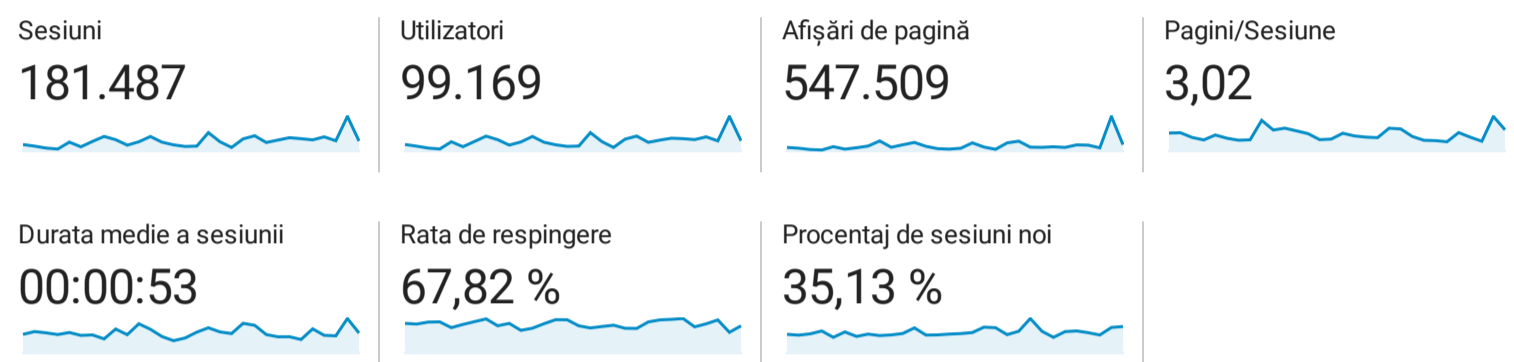 Sesiuni
181.487
Utilizatori
99.169
Afișări de pagină
547.509
Pagini/Sesiune
3,02
Durata medie a sesiunii
00:00:53
Rata de respingere
67,82 %
Procentaj de sesiuni noi
35,13 %